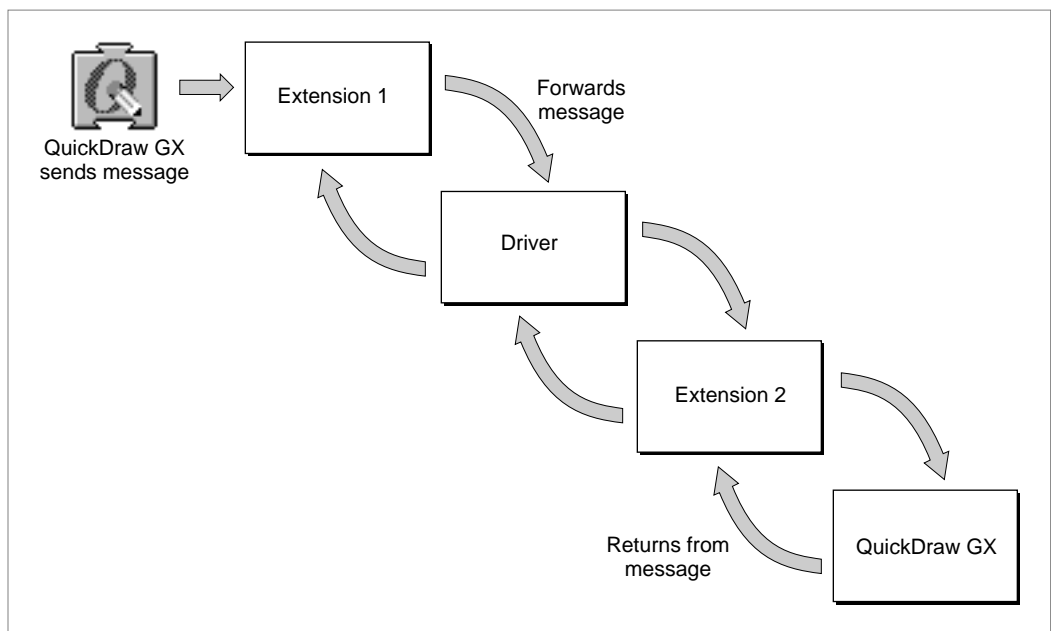 Extension 1
Forwards
message
QuickDraw GX
sends message
Driver
Extension 2
Returns from
message
QuickDraw GX